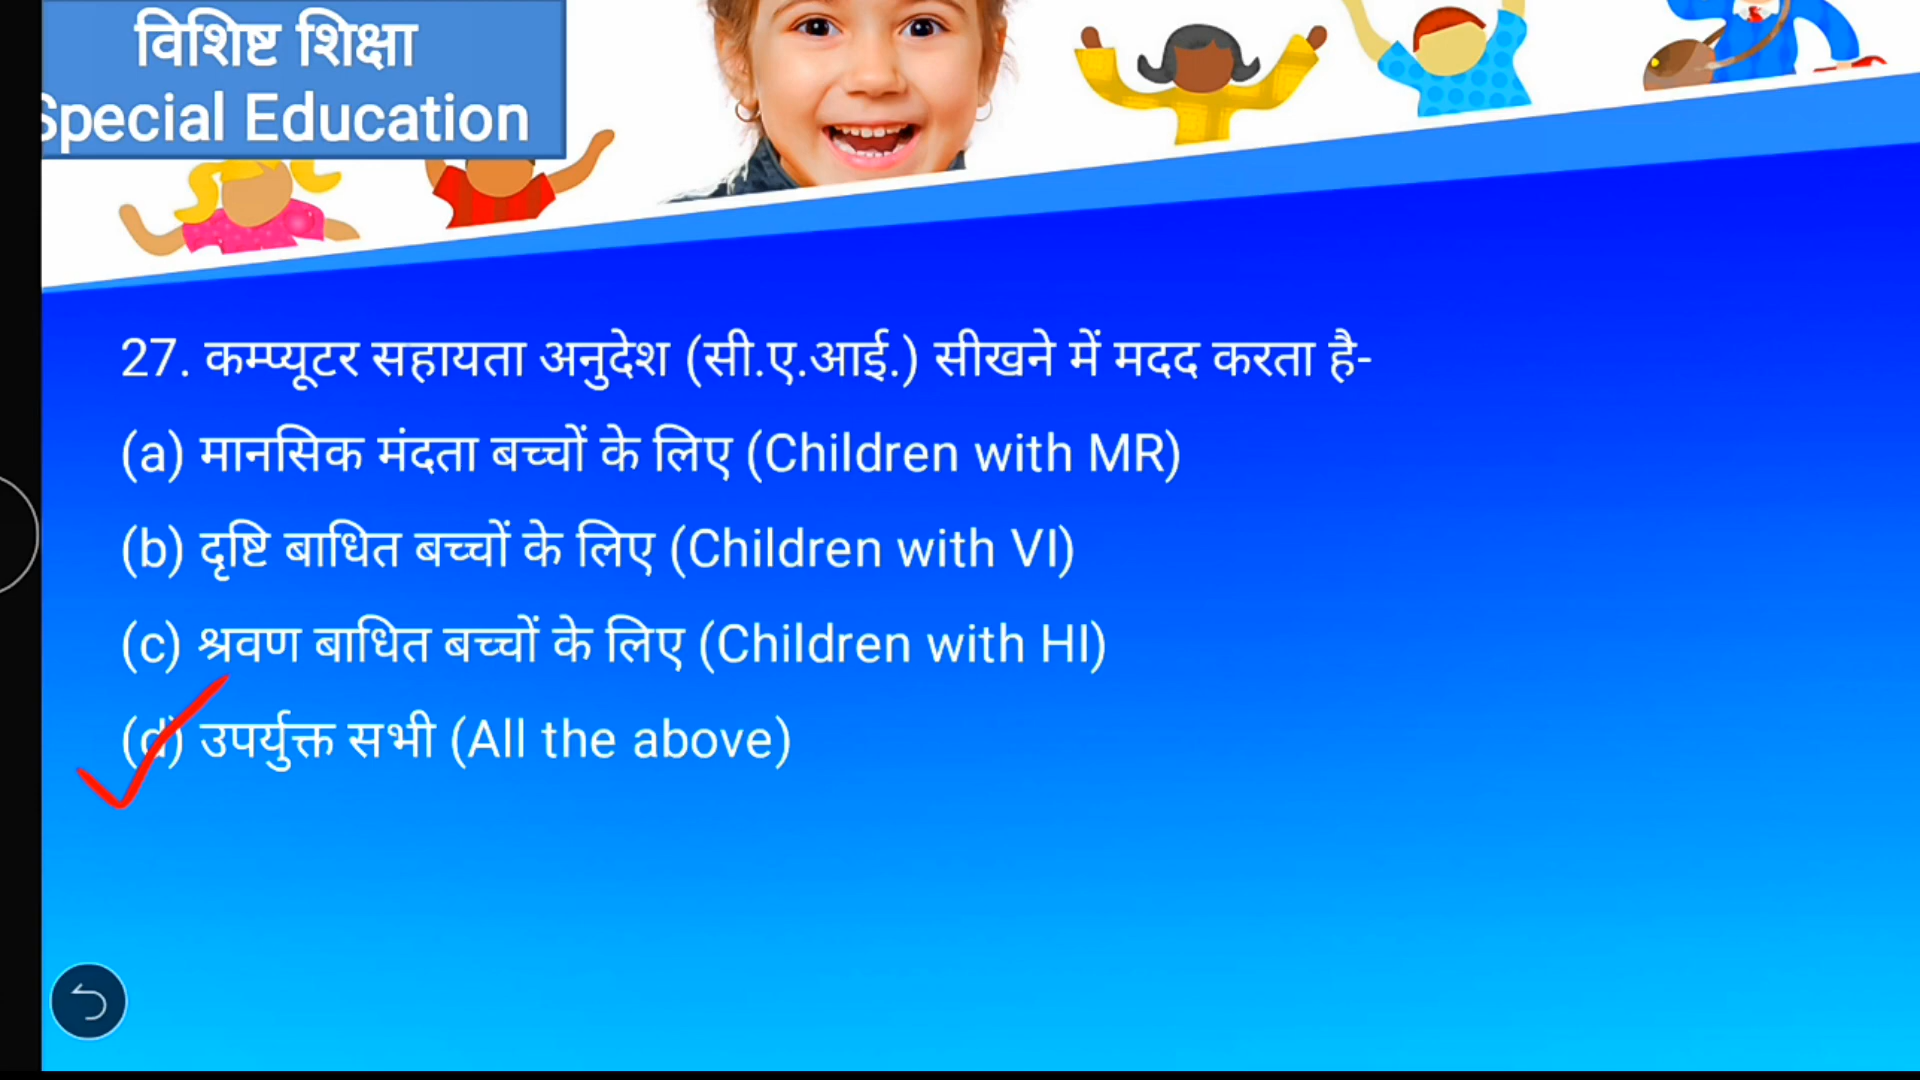 विशिष्ट शिक्षा
Special Education
27. कम्प्यूटर सहायता अनुदेश (सी.ए.आई.) सीखने में मदद करता है-
(a) मानसिक मंदता बच्चों के लिए (Children with MR)
(b) दृष्टि बाधित बच्चों के लिए (Children with VI)
(c) श्रवण बाधित बच्चों के लिए (Children with HI)
(d) उपर्युक्त सभी (All the above)